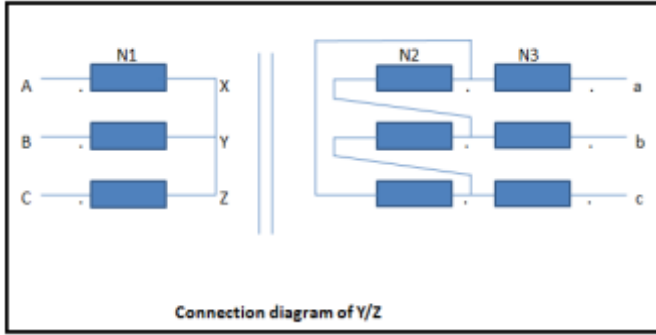 N1 N2 N3
A X a
B Y b
C Z c
Connection diagram of Y/Z